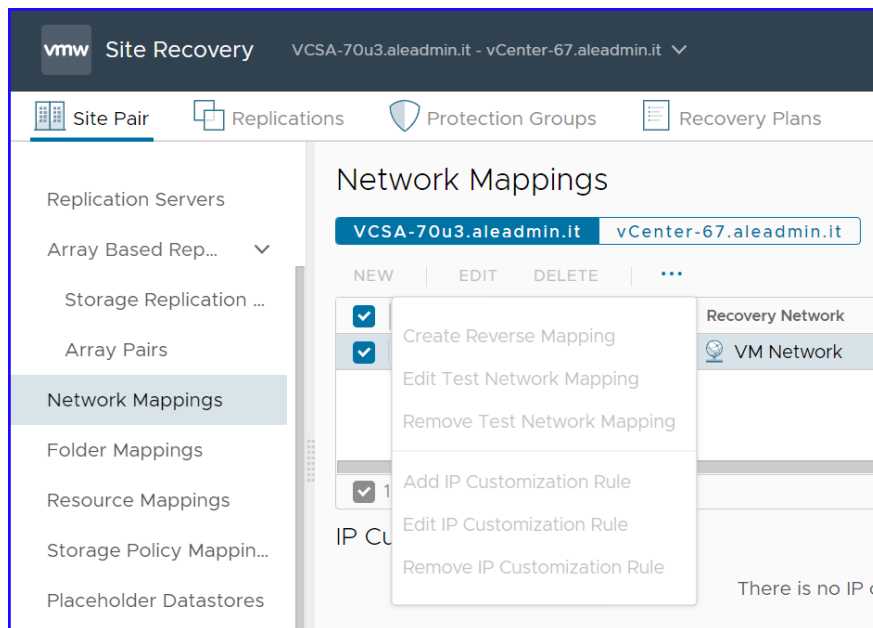 vmw Site Recovery VCSA-70u3.aleadmin.it - vCenter-67.aleadmin.it
Site Pair Replications Protection Groups Recovery Plans
Replication Servers
Array Based Rep...
Storage Replication ...
Array Pairs
Network Mappings
Folder Mappings
Resource Mappings
Storage Policy Mappin...
Placeholder Datastores
Network Mappings
VCSA-70u3.aleadmin.it vCenter-67.aleadmin.it
NEW EDIT DELETE ...
Recovery Network
VM Network
Create Reverse Mapping
Edit Test Network Mapping
Remove Test Network Mapping
Add IP Customization Rule
Edit IP Customization Rule
Remove IP Customization Rule
1
IP Cu
There is no IP